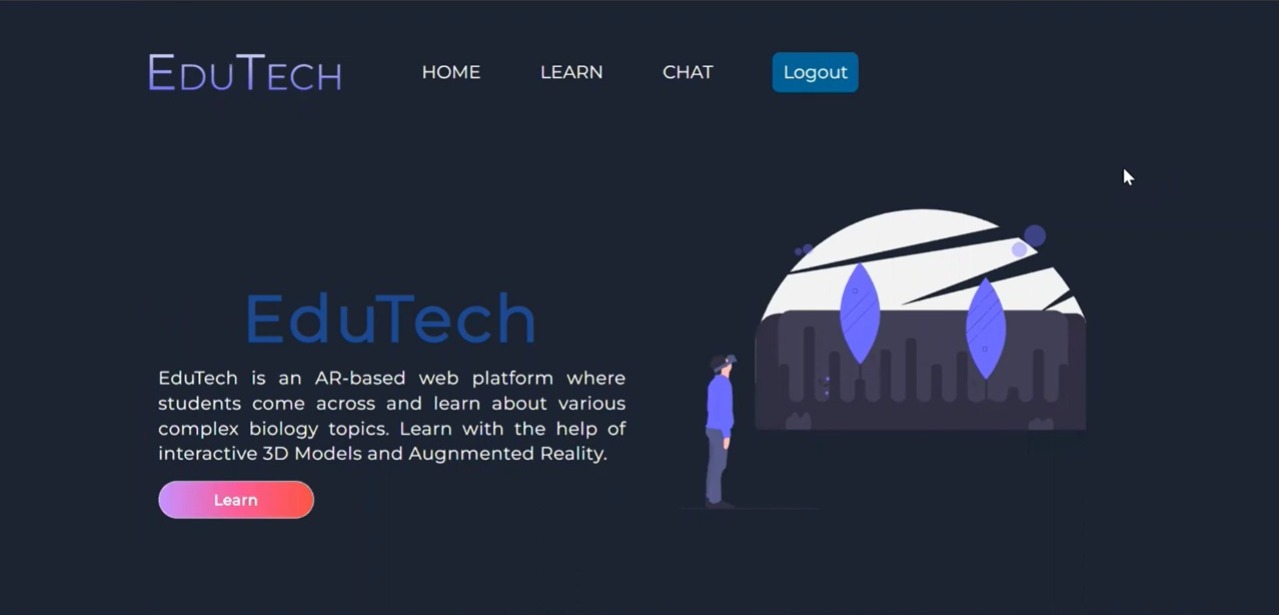 EDUTECH
HOME
LEARN
CHAT
Logout
EduTech
EduTech is an AR-based web platform where
students come across and learn about various
complex biology topics. Learn with the help of
interactive 3D Models and Augnmented Reality.
Learn